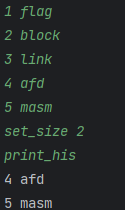 1 flag
2 block
3 link
4 afd
5 masm
set_size 2
print_his
4 afd
5 masm